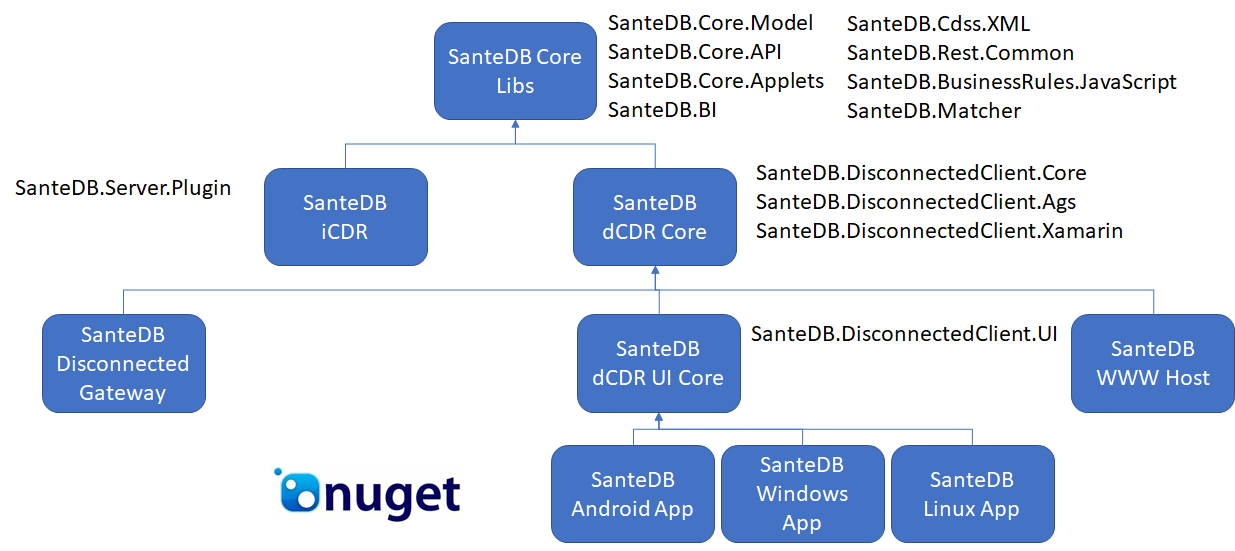 SanteDB Core
Libs
SanteDB.Core.Model
SanteDB.Core.API
SanteDB.Core.Applets
SanteDB.BI
SanteDB.Cdss.XML
SanteDB.Rest.Common
SanteDB.BusinessRules.JavaScript
SanteDB.Matcher
SanteDB.Server.Plugin
SanteDB
iCDR
SanteDB
dCDR Core
SanteDB.DisconnectedClient.Core
SanteDB.DisconnectedClient.Ags
SanteDB.DisconnectedClient.Xamarin
SanteDB
Disconnected
Gateway
SanteDB
dCDR UI Core
SanteDB.DisconnectedClient.UI
SanteDB
WWW Host
nuget
SanteDB
Android App
SanteDB
Windows
App
SanteDB
Linux App